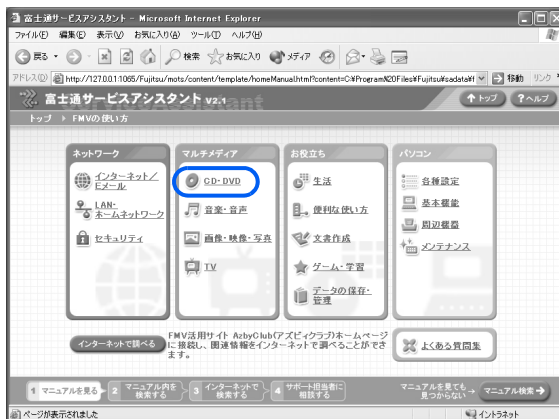 富士通サービスアシスタント - Microsoft Internet Explorer
ファイル(F) 編集(E) 表示(V) お気に入り(A) ツール(T) ヘルプ(H)
戻る 検索 お気に入り メディア
アドレス(D) http://127.0.0.1:1065/Fujitsu/mots/content/template/homeManual.html?content=C:¥Program%20Files¥Fujitsu¥sadata¥f 移動 リンク
富士通サービスアシスタント V2.1
トップ ヘルプ
トップ ▶ FMVの使い方
ネットワーク
インターネット/
Eメール
LAN・
ホームネットワーク
セキュリティ
マルチメディア
CD・DVD
音楽・音声
画像・映像・写真
TV
お役立ち
生活
便利な使い方
文書作成
ゲーム・学習
データの保存・
管理
パソコン
各種設定
基本機能
周辺機器
メンテナンス
インターネットで調べる
FMV活用サイト AzbyClub(アズビィクラブ)ホームページ
に接続し、関連情報をインターネットで調べることができ
ます。
よくある質問集
1 マニュアルを見る
2 マニュアル内を
検索する
3 インターネットで
検索する
4 サポート担当者に
相談する
マニュアルを見ても
見つからない→
マニュアル検索
ページが表示されました
イントラネット